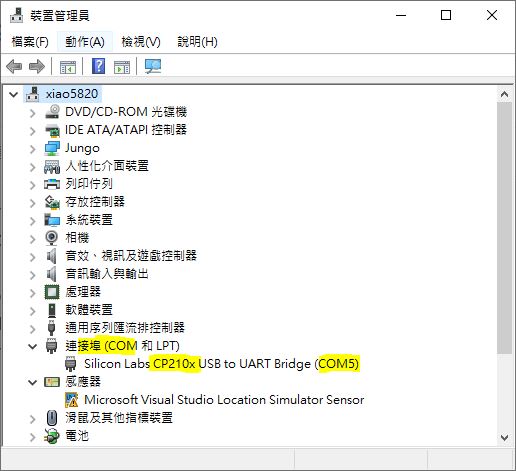 裝置管理員
檔案(F) 動作(A) 檢視(V) 說明(H)
xiao5820
DVD/CD-ROM 光碟機
IDE ATA/ATAPI 控制器
Jungo
人性化介面裝置
列印佇列
存放控制器
系統裝置
相機
音效、視訊及遊戲控制器
音訊輸入與輸出
處理器
軟體裝置
通用序列匯流排控制器
連接埠 (COM 和 LPT)
Silicon Labs CP210x USB to UART Bridge (COM5)
感應器
Microsoft Visual Studio Location Simulator Sensor
滑鼠及其他指標裝置
電池